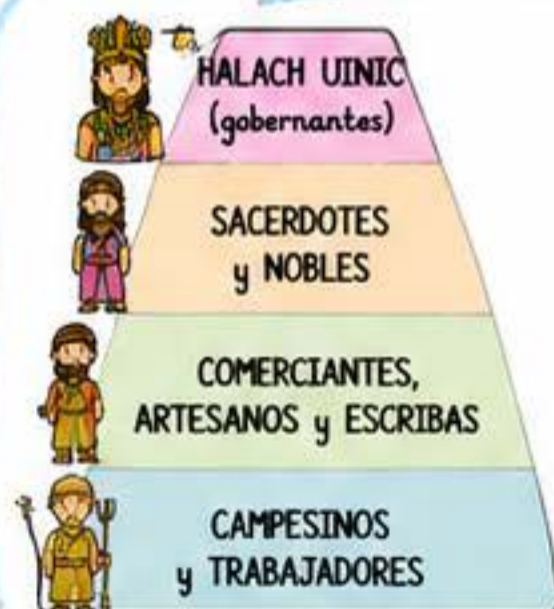 HALACH UINIC
(gobernantes)
SACERDOTES
y NOBLES
COMERCIANTES,
ARTESANOS y ESCRIBAS
CAMPESINOS
y TRABAJADORES